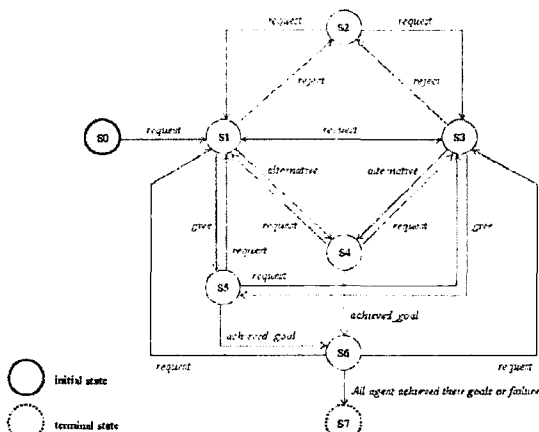 S2
request
request
reject
reject
S0
request
S1
request
S3
alternative
alternative
give
request
request
request
give
S4
S5
request
achieved_goal
achieved_goal
S6
request
request
initial state
All agent achieved their goals or failure
terminal state
S7